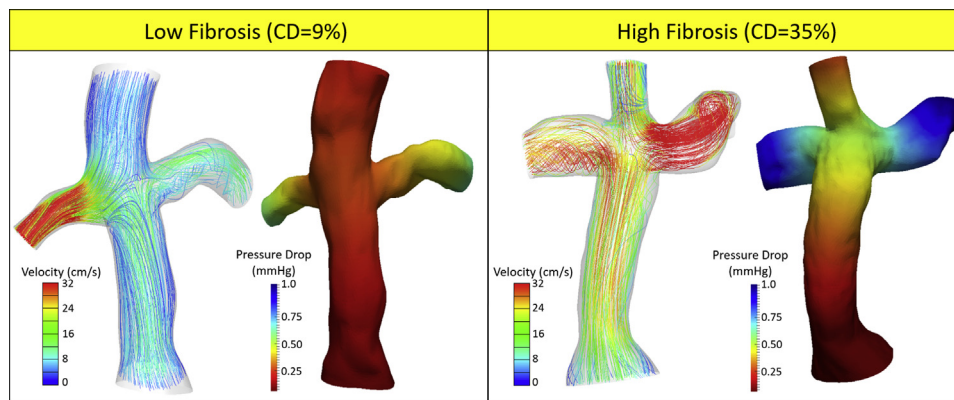 Low Fibrosis (CD=9%)
High Fibrosis (CD=35%)
Velocity (cm/s)
32
24
16
8
0
Pressure Drop
(mmHg)
1.0
0.75
0.50
0.25
Velocity (cm/s)
32
24
16
8
0
Pressure Drop
(mmHg)
1.0
0.75
0.50
0.25